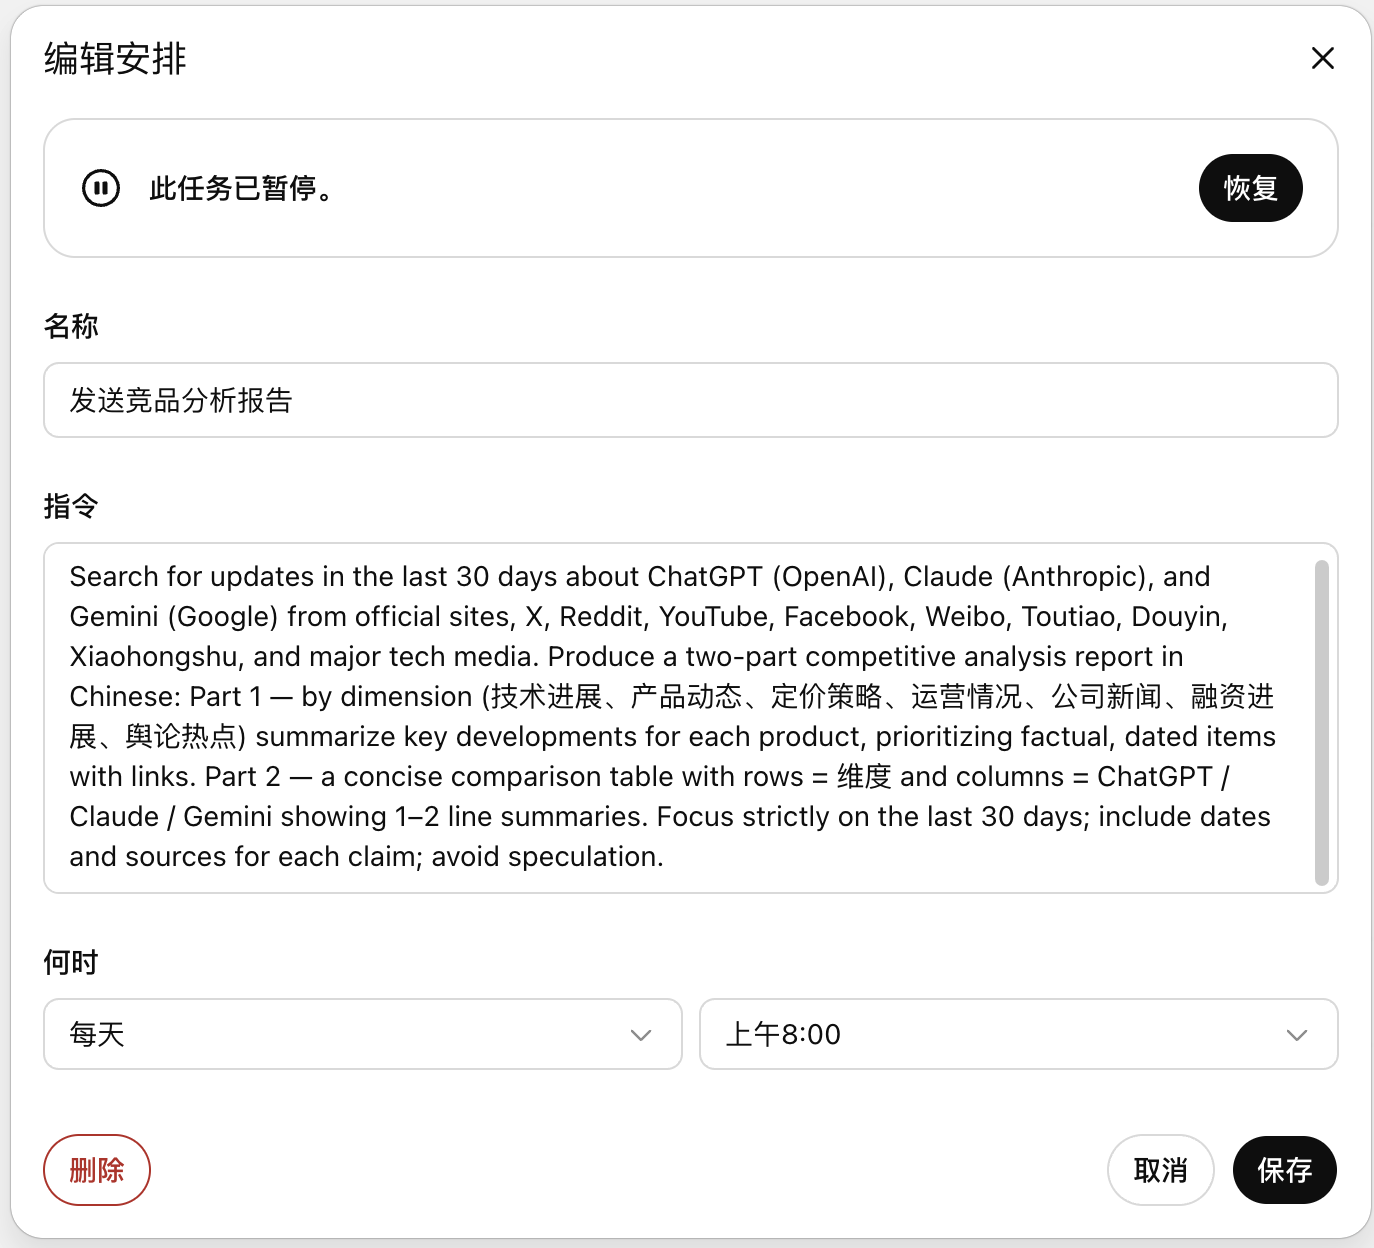 编辑安排
此任务已暂停。
恢复
名称
发送竞品分析报告
指令
Search for updates in the last 30 days about ChatGPT (OpenAI), Claude (Anthropic), and
Gemini (Google) from official sites, X, Reddit, YouTube, Facebook, Weibo, Toutiao, Douyin,
Xiaohongshu, and major tech media. Produce a two-part competitive analysis report in
Chinese: Part 1 — by dimension (技术进展、产品动态、定价策略、运营情况、公司新闻、融资进
展、舆论热点) summarize key developments for each product, prioritizing factual, dated items
with links. Part 2 — a concise comparison table with rows = 维度 and columns = ChatGPT /
Claude / Gemini showing 1–2 line summaries. Focus strictly on the last 30 days; include dates
and sources for each claim; avoid speculation.
何时
每天
上午8:00
删除
取消
保存